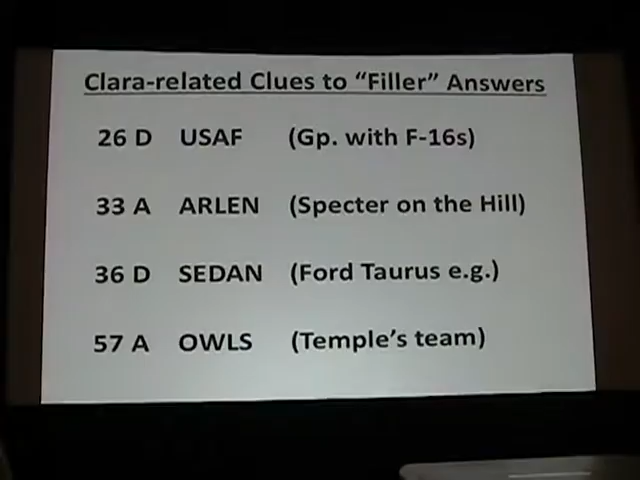 Clara-related Clues to “Filler” Answers
26 D USAF (Gp. with F-16s)
33 A ARLEN (Specter on the Hill)
36 D SEDAN (Ford Taurus e.g.)
57 A OWLS (Temple’s team)